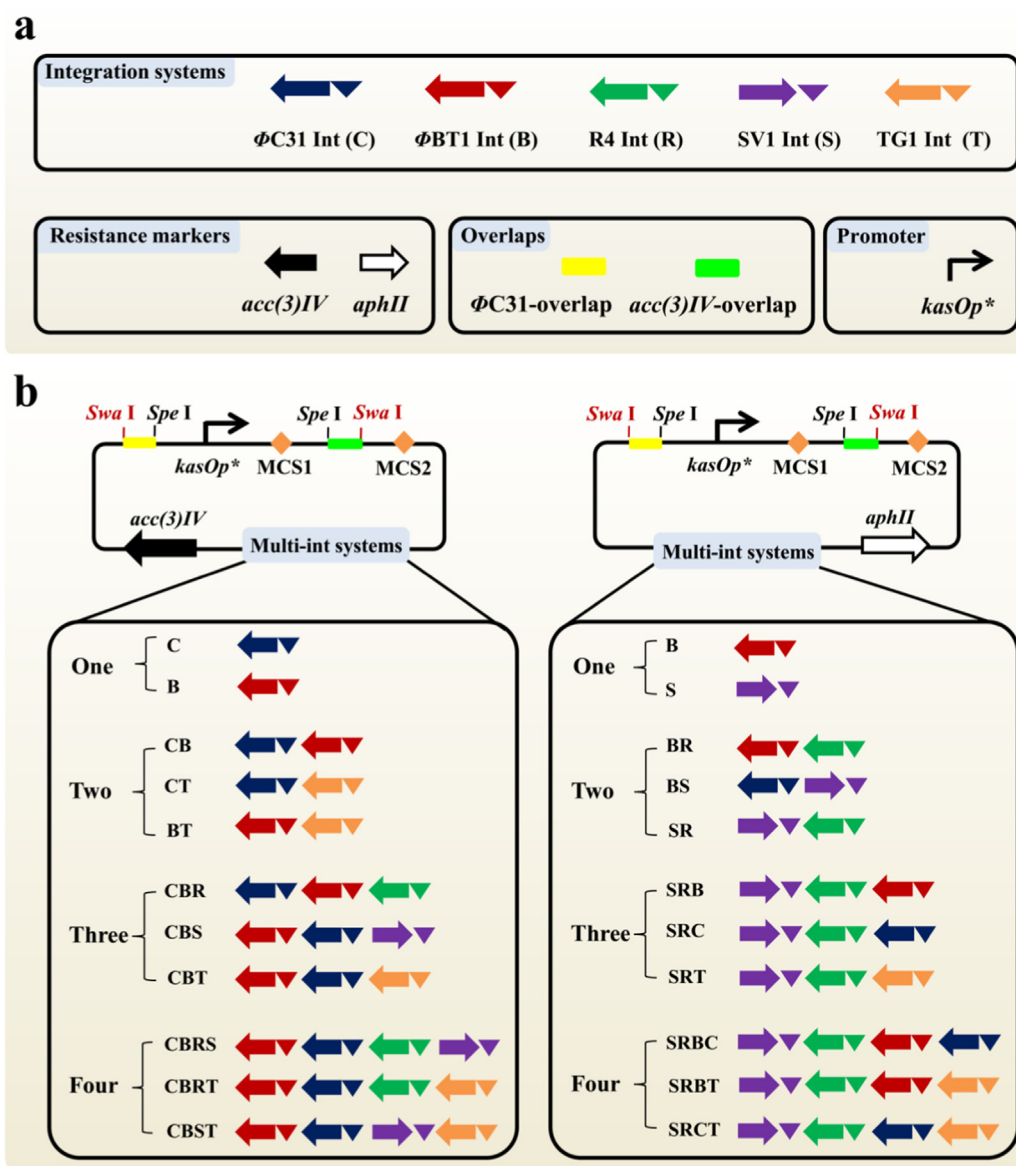 a
Integration systems
ΦC31 Int (C) ΦBT1 Int (B) R4 Int (R) SV1 Int (S) TG1 Int (T)
Resistance markers
acc(3)IV aphII
Overlaps
ΦC31-overlap acc(3)IV-overlap
Promoter
kasOp*
b
Swa I Spe I Spe I Swa I
kasOp* MCS1 MCS2
acc(3)IV
Multi-int systems
One
C
B
Two
CB
CT
BT
Three
CBR
CBS
CBT
Four
CBRS
CBRT
CBST
Swa I Spe I Spe I Swa I
kasOp* MCS1 MCS2
aphII
Multi-int systems
One
B
S
Two
BR
BS
SR
Three
SRB
SRC
SRT
Four
SRBC
SRBT
SRCT